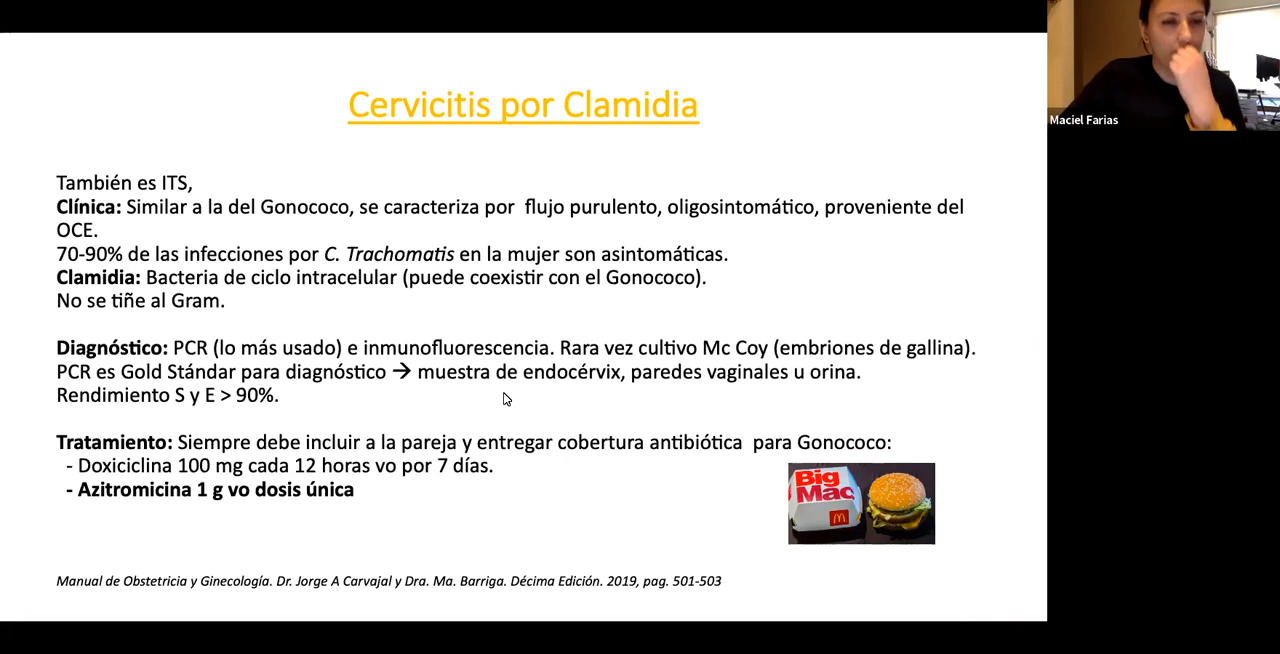 Cervicitis por Clamidia
Maciel Farias
También es ITS,
Clínica: Similar a la del Gonococo, se caracteriza por  flujo purulento, oligosintomático, proveniente del
OCE.
70-90% de las infecciones por C. Trachomatis en la mujer son asintomáticas.
Clamidia: Bacteria de ciclo intracelular (puede coexistir con el Gonococo).
No se tiñe al Gram.
Diagnóstico: PCR (lo más usado) e inmunofluorescencia. Rara vez cultivo Mc Coy (embriones de gallina).
PCR es Gold Stándar para diagnóstico → muestra de endocérvix, paredes vaginales u orina.
Rendimiento S y E > 90%.
Tratamiento: Siempre debe incluir a la pareja y entregar cobertura antibiótica  para Gonococo:
- Doxiciclina 100 mg cada 12 horas vo por 7 días.
- Azitromicina 1 g vo dosis única
Big
Mac
Manual de Obstetricia y Ginecología. Dr. Jorge A Carvajal y Dra. Ma. Barriga. Décima Edición. 2019, pag. 501-503